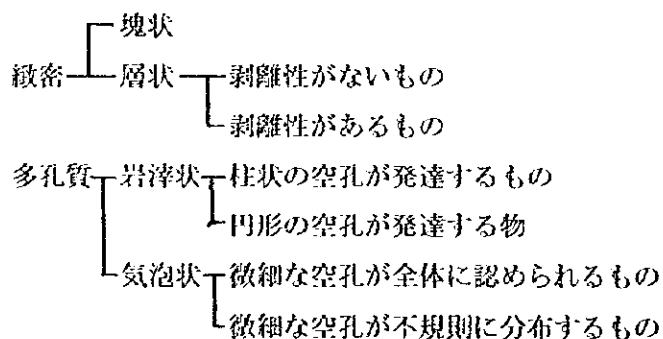 塊状
緻密 層状 剥離性がないもの
剥離性があるもの
多孔質 岩滓状 柱状の空孔が発達するもの
円形の空孔が発達する物
気泡状 微細な空孔が全体に認められるもの
微細な空孔が不規則に分布するもの